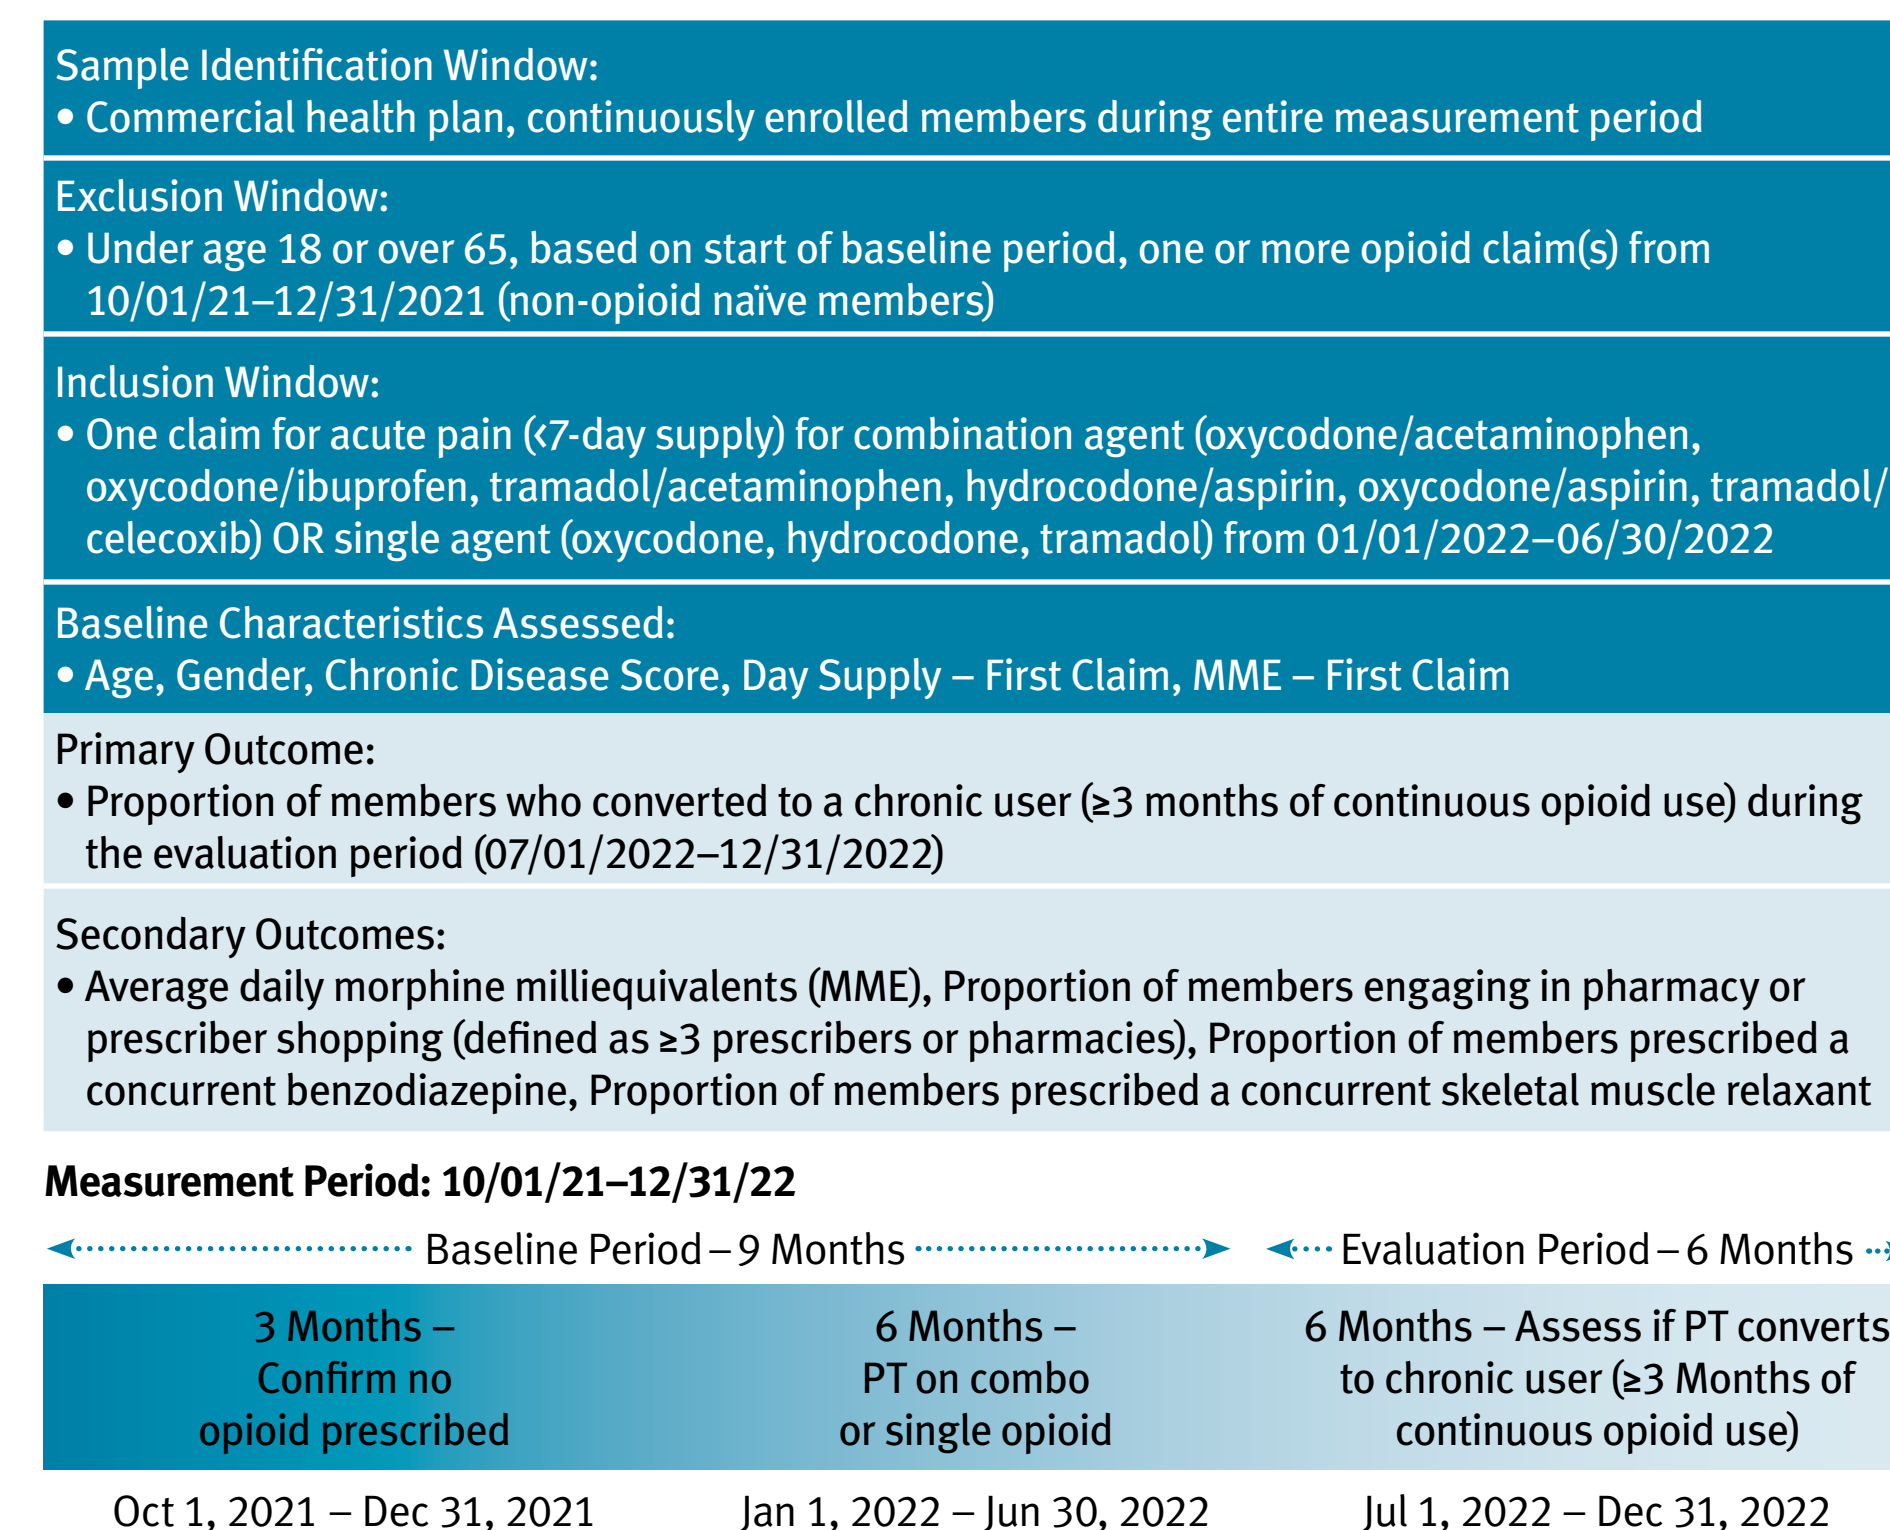 Sample Identification Window:
• Commercial health plan, continuously enrolled members during entire measurement period
Exclusion Window:
• Under age 18 or over 65, based on start of baseline period, one or more opioid claim(s) from
10/01/21–12/31/2021 (non-opioid naïve members)
Inclusion Window:
• One claim for acute pain (<7-day supply) for combination agent (oxycodone/acetaminophen,
oxycodone/ibuprofen, tramadol/acetaminophen, hydrocodone/aspirin, oxycodone/aspirin, tramadol/
celecoxib) OR single agent (oxycodone, hydrocodone, tramadol) from 01/01/2022–06/30/2022
Baseline Characteristics Assessed:
• Age, Gender, Chronic Disease Score, Day Supply – First Claim, MME – First Claim
Primary Outcome:
• Proportion of members who converted to a chronic user (≥3 months of continuous opioid use) during
the evaluation period (07/01/2022–12/31/2022)
Secondary Outcomes:
• Average daily morphine milliequivalents (MME), Proportion of members engaging in pharmacy or
prescriber shopping (defined as ≥3 prescribers or pharmacies), Proportion of members prescribed a
concurrent benzodiazepine, Proportion of members prescribed a concurrent skeletal muscle relaxant
Measurement Period: 10/01/21–12/31/22
Baseline Period – 9 Months
Evaluation Period – 6 Months
3 Months –
Confirm no
opioid prescribed
6 Months –
PT on combo
or single opioid
6 Months – Assess if PT converts
to chronic user (≥3 Months of
continuous opioid use)
Oct 1, 2021 – Dec 31, 2021
Jan 1, 2022 – Jun 30, 2022
Jul 1, 2022 – Dec 31, 2022